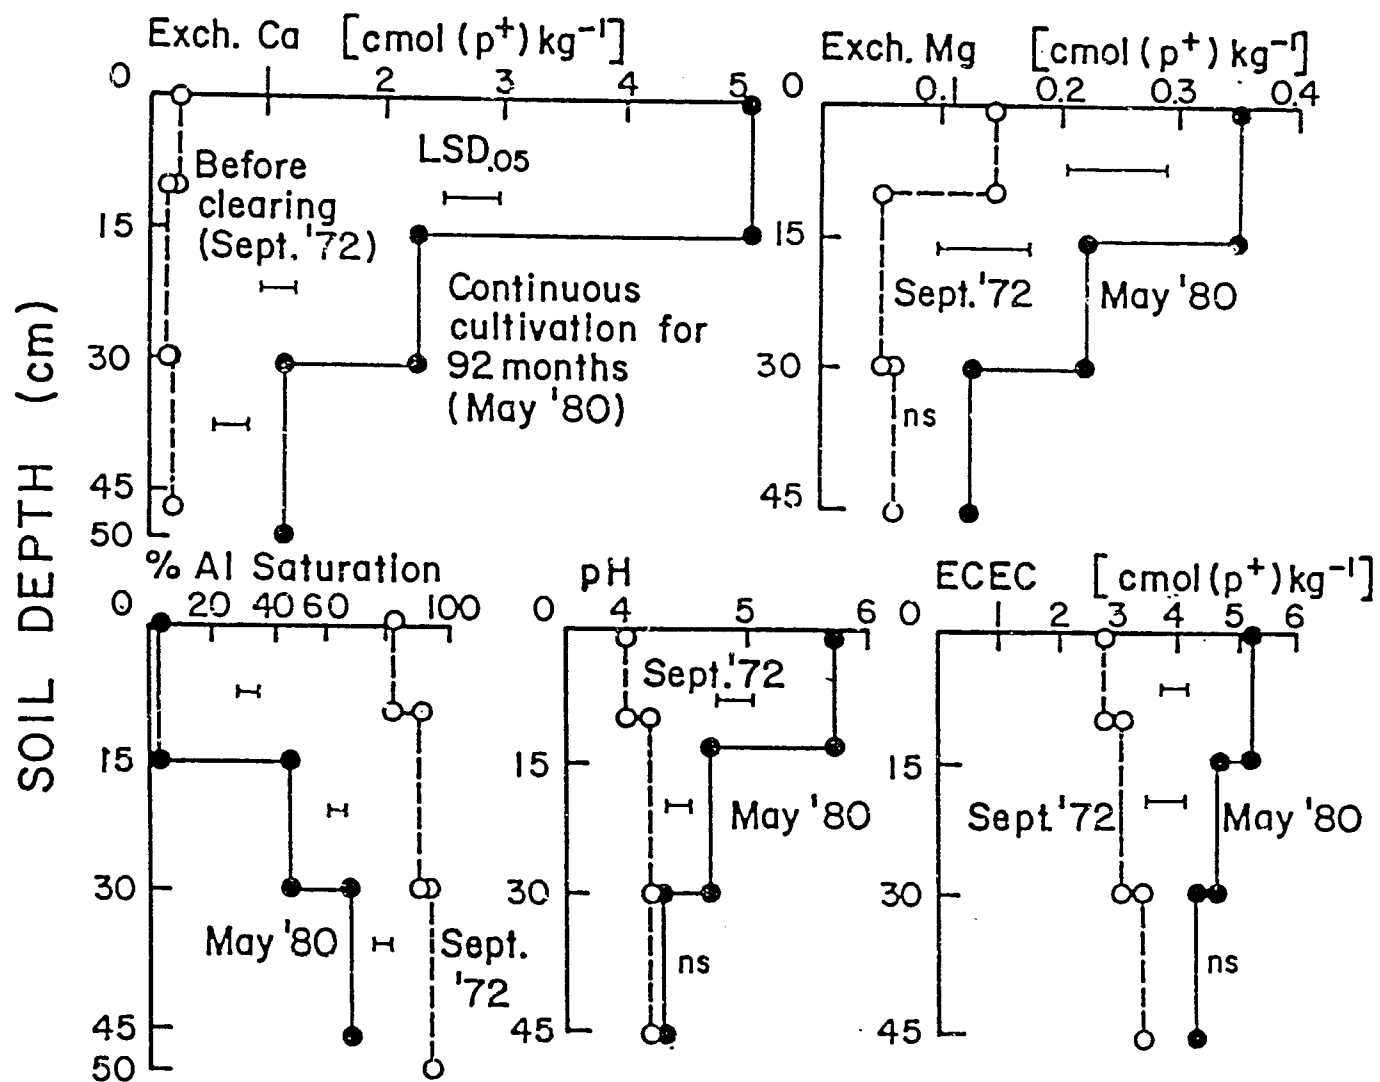 Exch. Ca [cmol (p+) kg-1]
0 2 3 4 5
Before
clearing
(Sept. '72)
LSD.05
Continuous
cultivation for
92 months
(May '80)
15
30
45
50
Exch. Mg [cmol (p+) kg-1]
0 0.1 0.2 0.3 0.4
Sept. '72 May '80
ns
15
30
45
SOIL DEPTH (cm)
% Al Saturation
0 20 40 60 80 100
May '80
Sept.
'72
15
30
45
50
pH
0 4 5 6
Sept. '72
May '80
ns
15
30
45
ECEC [cmol (p+) kg-1]
0 1 2 3 4 5 6
Sept. '72 May '80
ns
15
30
45